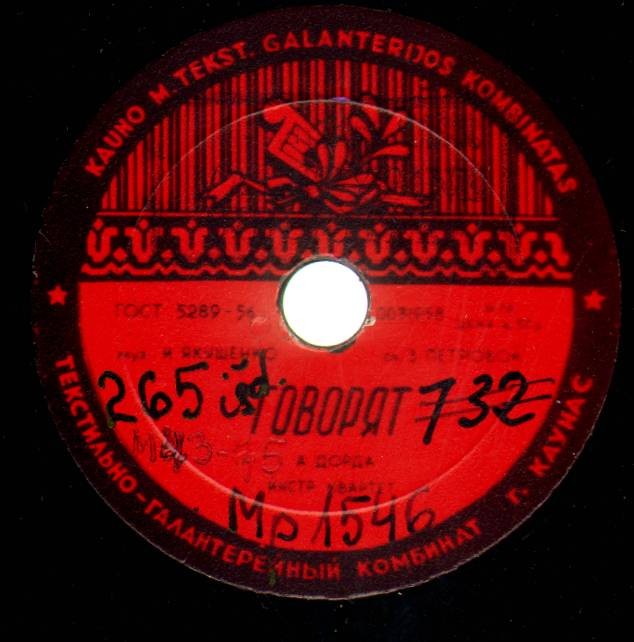 KAUNO M. TEKST. GALANTERIJOS KOMBINATAS
ГОСТ 5289-56
муз. И ЯКУШЕНКО сл. З ПЕТРОВОЙ
265
ГОВОРЯТ 732
А ДОРДА
ИНСТР КВАРТЕТ
Мр 1546
ТЕКСТИЛЬНО-ГАЛАНТЕРЕЙНЫЙ КОМБИНАТ г. КАУНАС